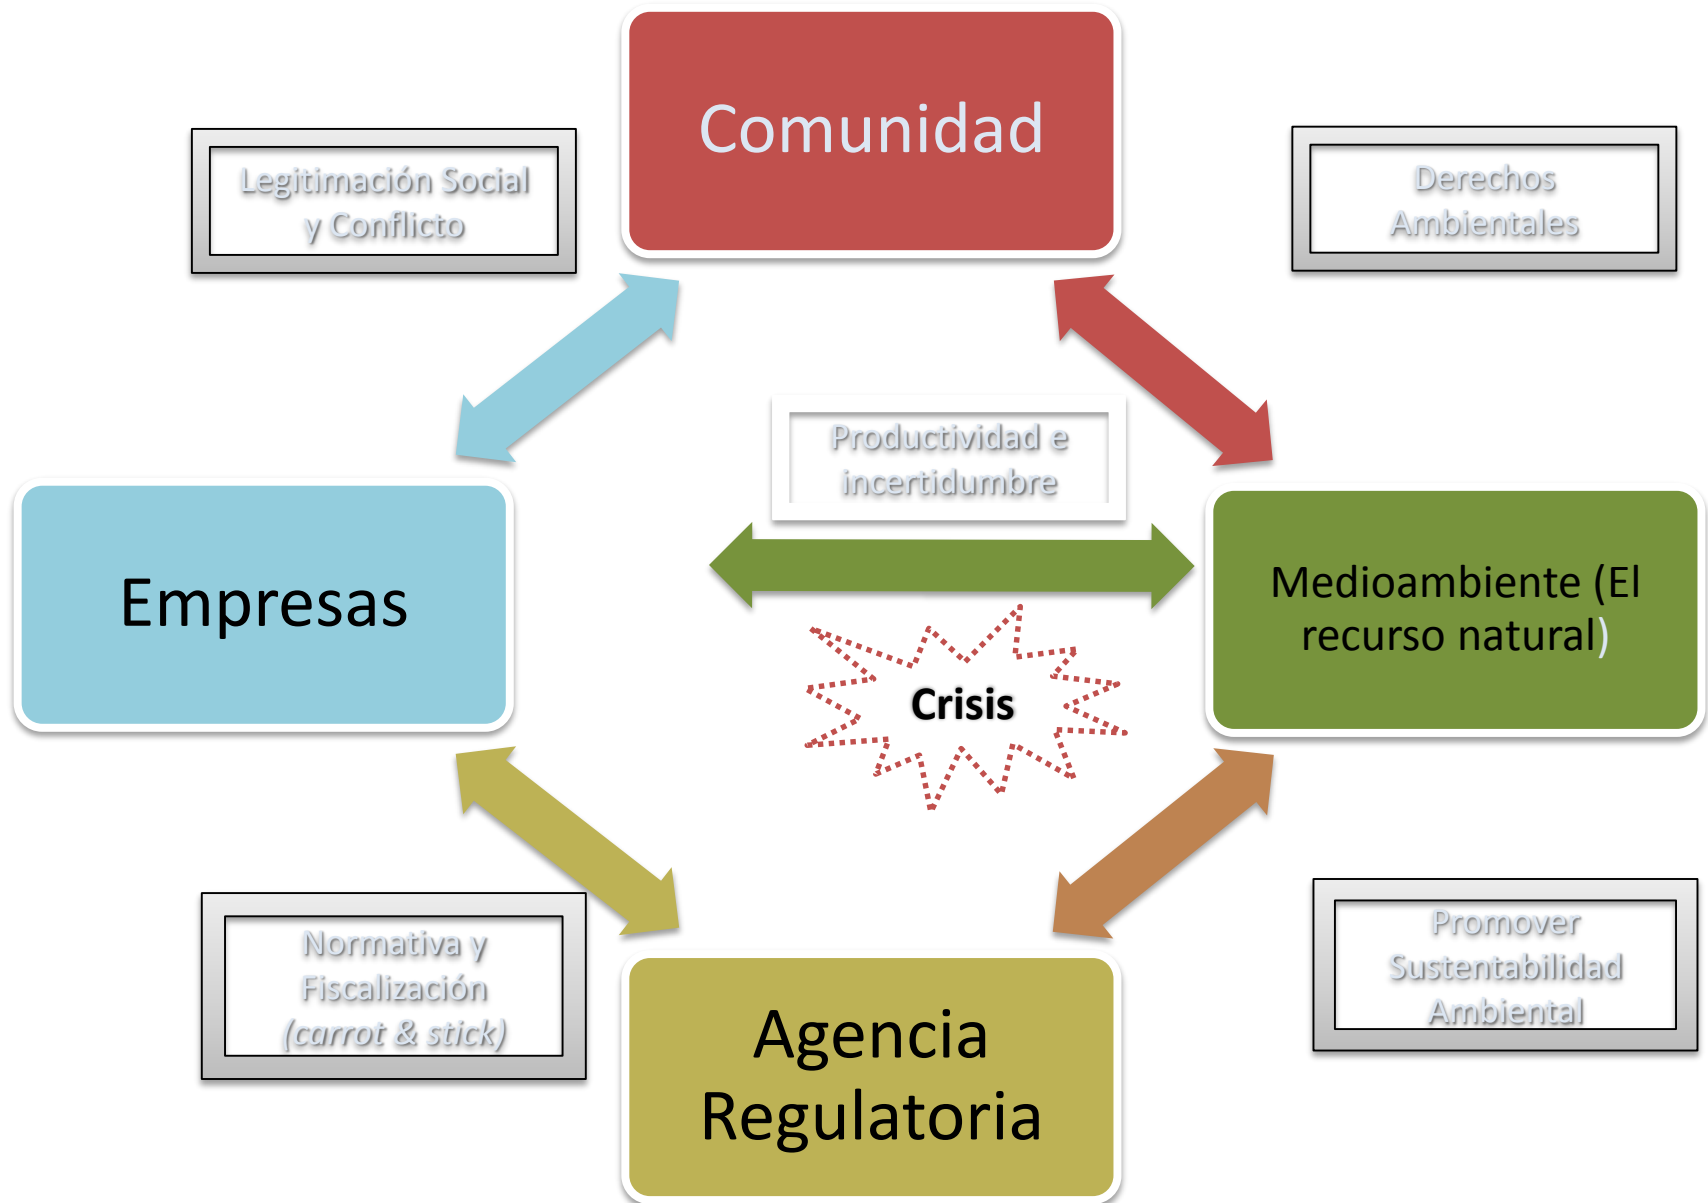 Comunidad
Legitimación Social
y Conflicto
Derechos
Ambientales
Productividad e
incertidumbre
Empresas
Medioambiente (El
recurso natural)
Crisis
Normativa y
Fiscalización
(carrot & stick)
Promover
Sustentabilidad
Ambiental
Agencia
Regulatoria